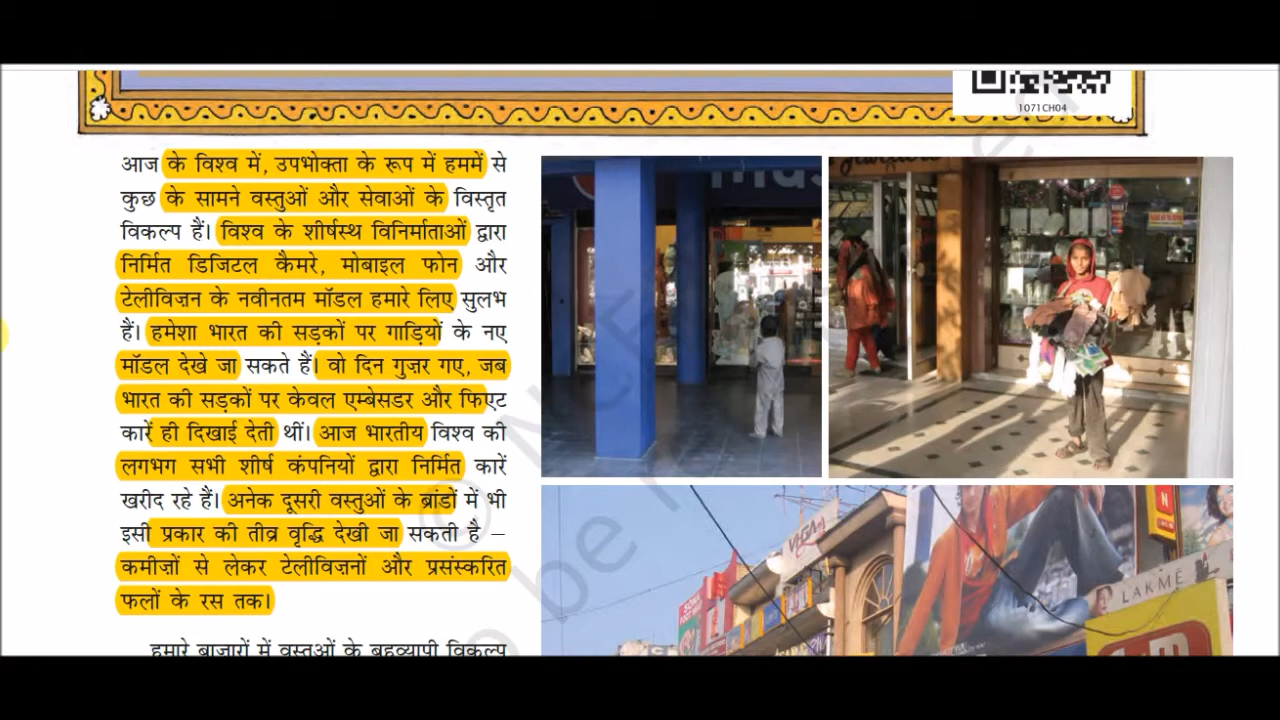 1071CH04
आज के विश्व में, उपभोक्ता के रूप में हममें से
कुछ के सामने वस्तुओं और सेवाओं के विस्तृत
विकल्प हैं। विश्व के शीर्षस्थ विनिर्माताओं द्वारा
निर्मित डिजिटल कैमरे, मोबाइल फोन और
टेलीविज़न के नवीनतम मॉडल हमारे लिए सुलभ
हैं। हमेशा भारत की सड़कों पर गाड़ियों के नए
मॉडल देखे जा सकते हैं। वो दिन गुज़र गए, जब
भारत की सड़कों पर केवल एम्बेसडर और फिएट
कारें ही दिखाई देती थीं। आज भारतीय विश्व की
लगभग सभी शीर्ष कंपनियों द्वारा निर्मित कारें
खरीद रहे हैं। अनेक दूसरी वस्तुओं के ब्रांडों में भी
इसी प्रकार की तीव्र वृद्धि देखी जा सकती है –
कमीज़ों से लेकर टेलीविज़नों और प्रसंस्करित
फलों के रस तक।
हमारे बाज़ारों में वस्तुओं के बहुव्यापी विकल्प
VEGA
LAKMÉ
© NCE
be r